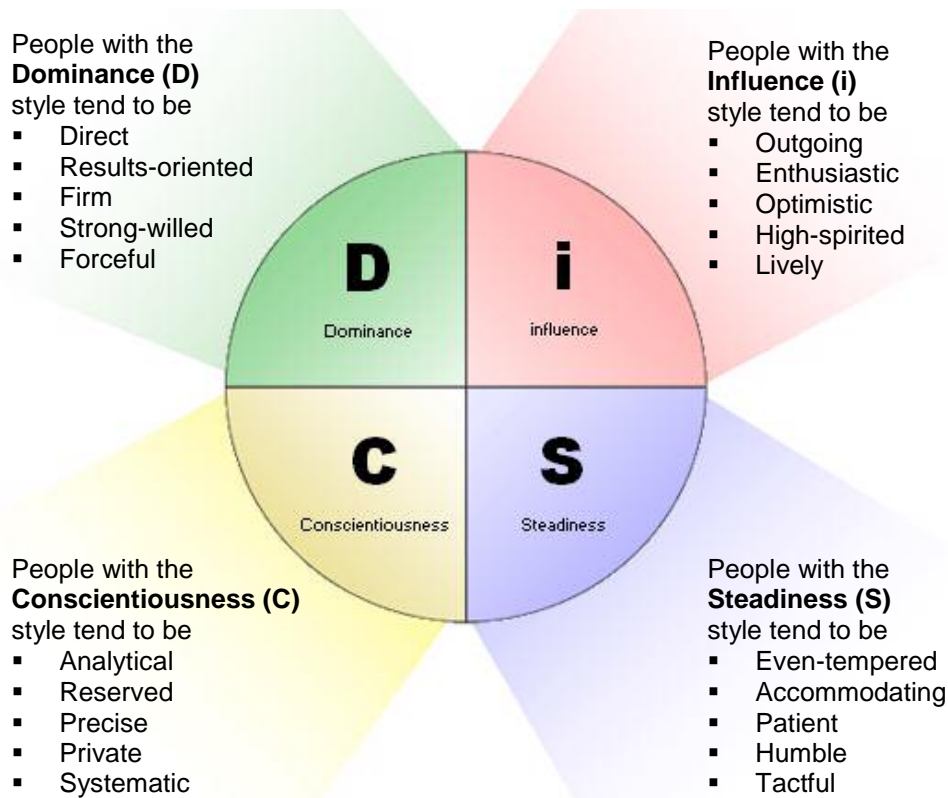 People with the
Dominance (D)
style tend to be
▪ Direct
▪ Results-oriented
▪ Firm
▪ Strong-willed
▪ Forceful
People with the
Influence (i)
style tend to be
▪ Outgoing
▪ Enthusiastic
▪ Optimistic
▪ High-spirited
▪ Lively
D
Dominance
i
influence
C
Conscientiousness
S
Steadiness
People with the
Conscientiousness (C)
style tend to be
▪ Analytical
▪ Reserved
▪ Precise
▪ Private
▪ Systematic
People with the
Steadiness (S)
style tend to be
▪ Even-tempered
▪ Accommodating
▪ Patient
▪ Humble
▪ Tactful